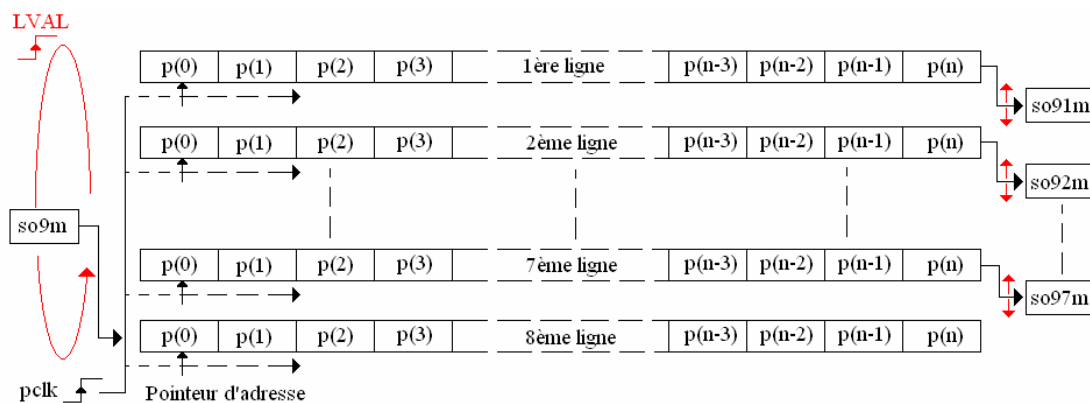 LVAL
p(0) p(1) p(2) p(3) 1ère ligne p(n-3) p(n-2) p(n-1) p(n)
so91m
p(0) p(1) p(2) p(3) 2ème ligne p(n-3) p(n-2) p(n-1) p(n)
so92m
so9m
p(0) p(1) p(2) p(3) 7ème ligne p(n-3) p(n-2) p(n-1) p(n)
so97m
p(0) p(1) p(2) p(3) 8ème ligne p(n-3) p(n-2) p(n-1) p(n)
pclk Pointeur d'adresse